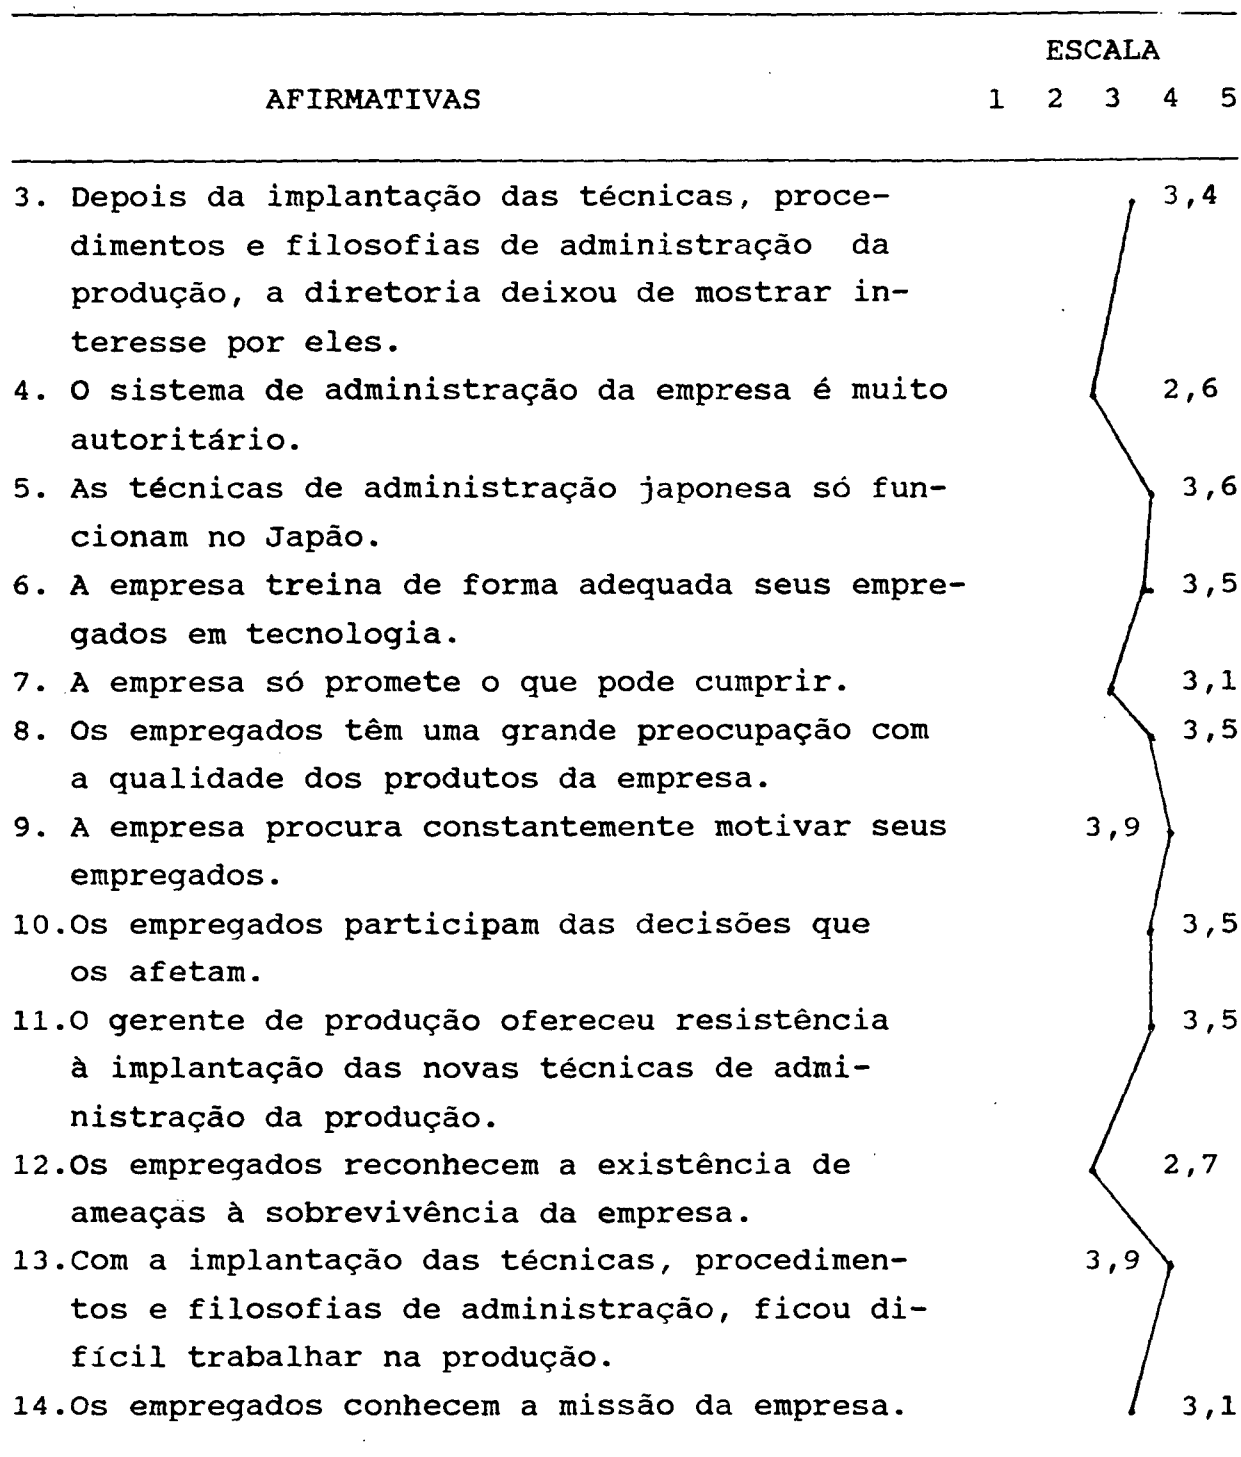 ESCALA
AFIRMATIVAS 1 2 3 4 5
3. Depois da implantação das técnicas, proce- 3,4
dimentos e filosofias de administração da
produção, a diretoria deixou de mostrar in-
teresse por eles.
4. O sistema de administração da empresa é muito 2,6
autoritário.
5. As técnicas de administração japonesa só fun- 3,6
cionam no Japão.
6. A empresa treina de forma adequada seus empre- 3,5
gados em tecnologia.
7. A empresa só promete o que pode cumprir. 3,1
8. Os empregados têm uma grande preocupação com 3,5
a qualidade dos produtos da empresa.
9. A empresa procura constantemente motivar seus 3,9
empregados.
10.Os empregados participam das decisões que 3,5
os afetam.
11.O gerente de produção ofereceu resistência 3,5
à implantação das novas técnicas de admi-
nistração da produção.
12.Os empregados reconhecem a existência de 2,7
ameaças à sobrevivência da empresa.
13.Com a implantação das técnicas, procedimen- 3,9
tos e filosofias de administração, ficou di-
fícil trabalhar na produção.
14.Os empregados conhecem a missão da empresa. 3,1